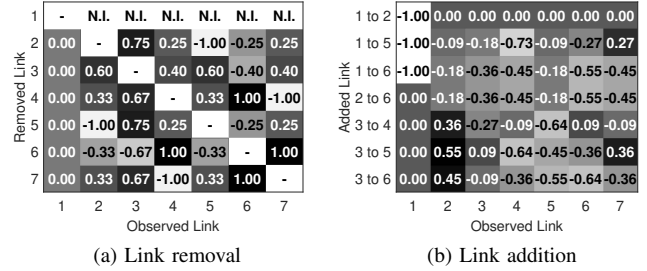 1 - N.I. N.I. N.I. N.I. N.I. N.I.
2 0.00 - 0.75 0.25 -1.00 -0.25 0.25
3 0.00 0.60 - 0.40 0.60 -0.40 0.40
4 0.00 0.33 0.67 - 0.33 1.00 -1.00
5 0.00 -1.00 0.75 0.25 - -0.25 0.25
6 0.00 -0.33 -0.67 1.00 -0.33 - 1.00
7 0.00 0.33 0.67 -1.00 0.33 1.00 -
1 2 3 4 5 6 7
Removed Link
Observed Link
(a) Link removal
1 to 2 -1.00 0.00 0.00 0.00 0.00 0.00 0.00
1 to 5 -1.00 -0.09 -0.18 -0.73 -0.09 -0.27 0.27
1 to 6 -1.00 -0.18 -0.36 -0.45 -0.18 -0.55 -0.45
2 to 6 0.00 -0.18 -0.36 -0.45 -0.18 -0.55 -0.45
3 to 4 0.00 0.36 -0.27 -0.09 -0.64 0.09 -0.09
3 to 5 0.00 0.55 0.09 -0.64 -0.45 -0.36 0.36
3 to 6 0.00 0.45 -0.09 -0.36 -0.55 -0.64 -0.36
1 2 3 4 5 6 7
Added Link
Observed Link
(b) Link addition